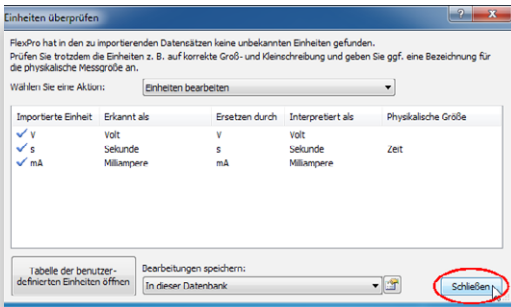 Einheiten überprüfen
FlexPro hat in den zu importierenden Datensätzen keine unbekannten Einheiten gefunden.
Prüfen Sie trotzdem die Einheiten z. B. auf korrekte Groß- und Kleinschreibung und geben Sie ggf. eine Bezeichnung für
die physikalische Messgröße an.
Wählen Sie eine Aktion: Einheiten bearbeiten
Importierte Einheit Erkannt als Ersetzen durch Interpretiert als Physikalische Größe
V Volt V Volt
s Sekunde s Sekunde Zeit
mA Milliampere mA Milliampere
Tabelle der benutzer-
definierten Einheiten öffnen
Bearbeitungen speichern:
In dieser Datenbank
Schließen